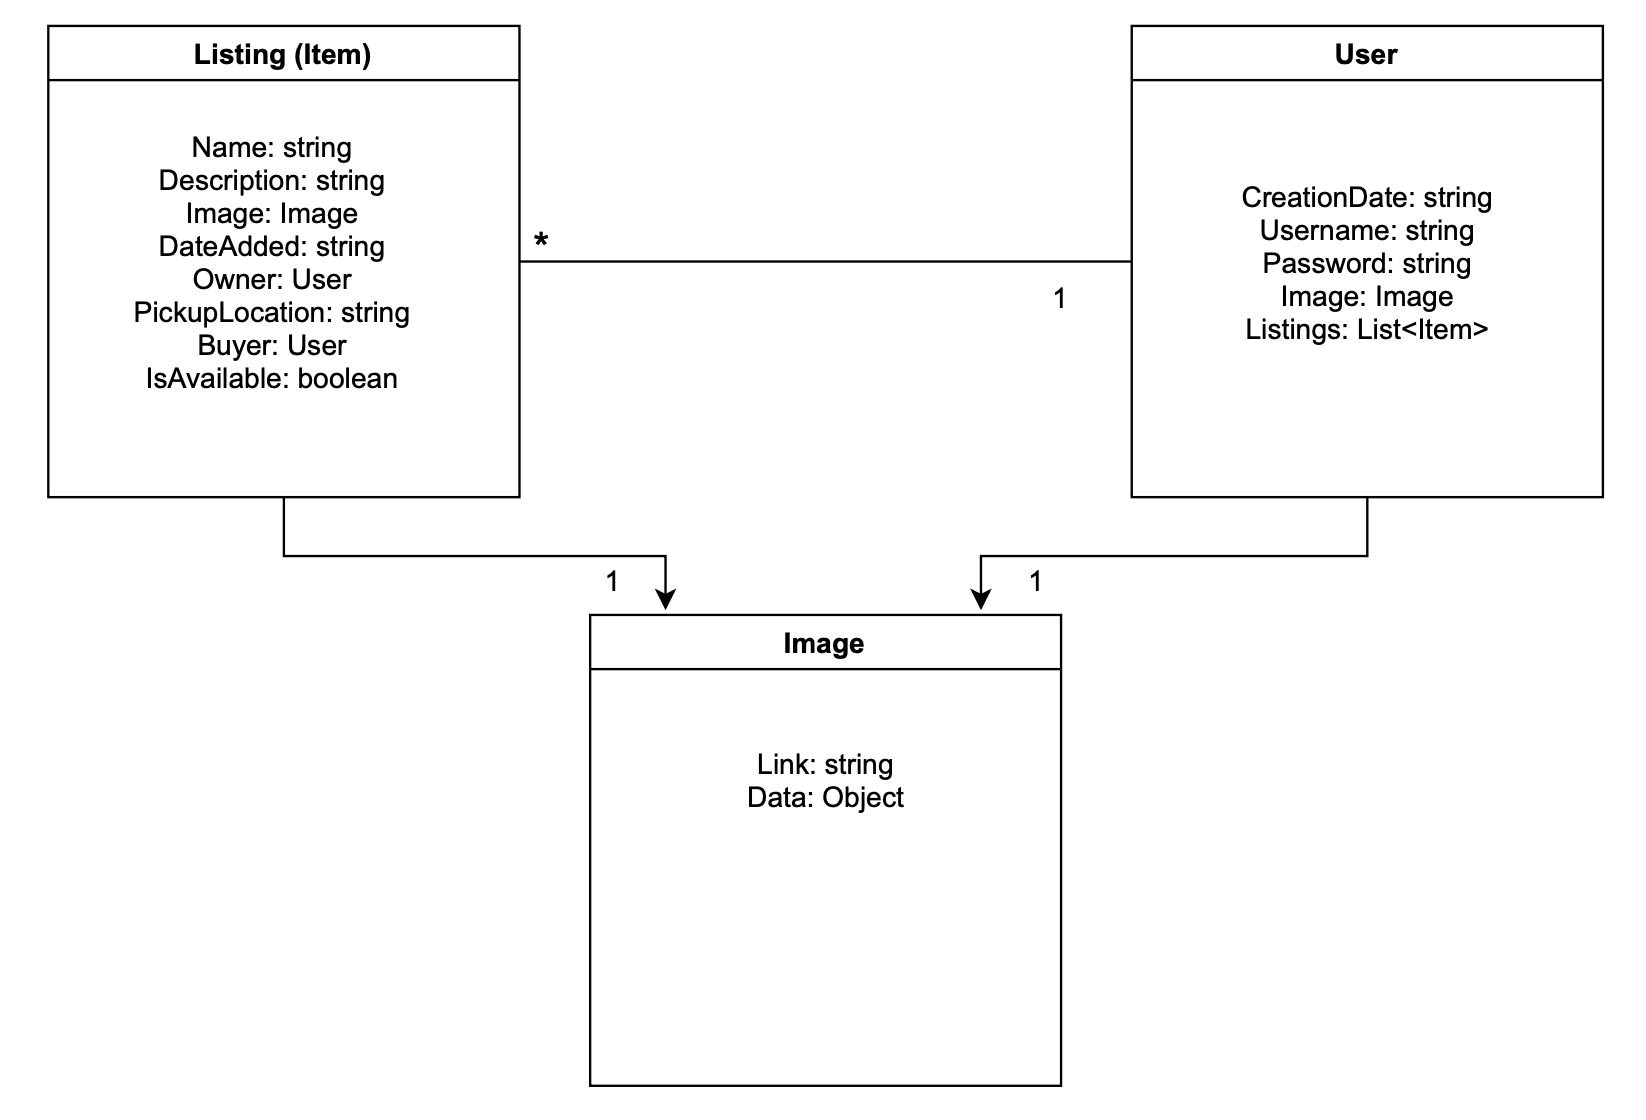 Listing (Item)
Name: string
Description: string
Image: Image
DateAdded: string
Owner: User
PickupLocation: string
Buyer: User
IsAvailable: boolean
*
1
User
CreationDate: string
Username: string
Password: string
Image: Image
Listings: List<Item>
1
1
Image
Link: string
Data: Object